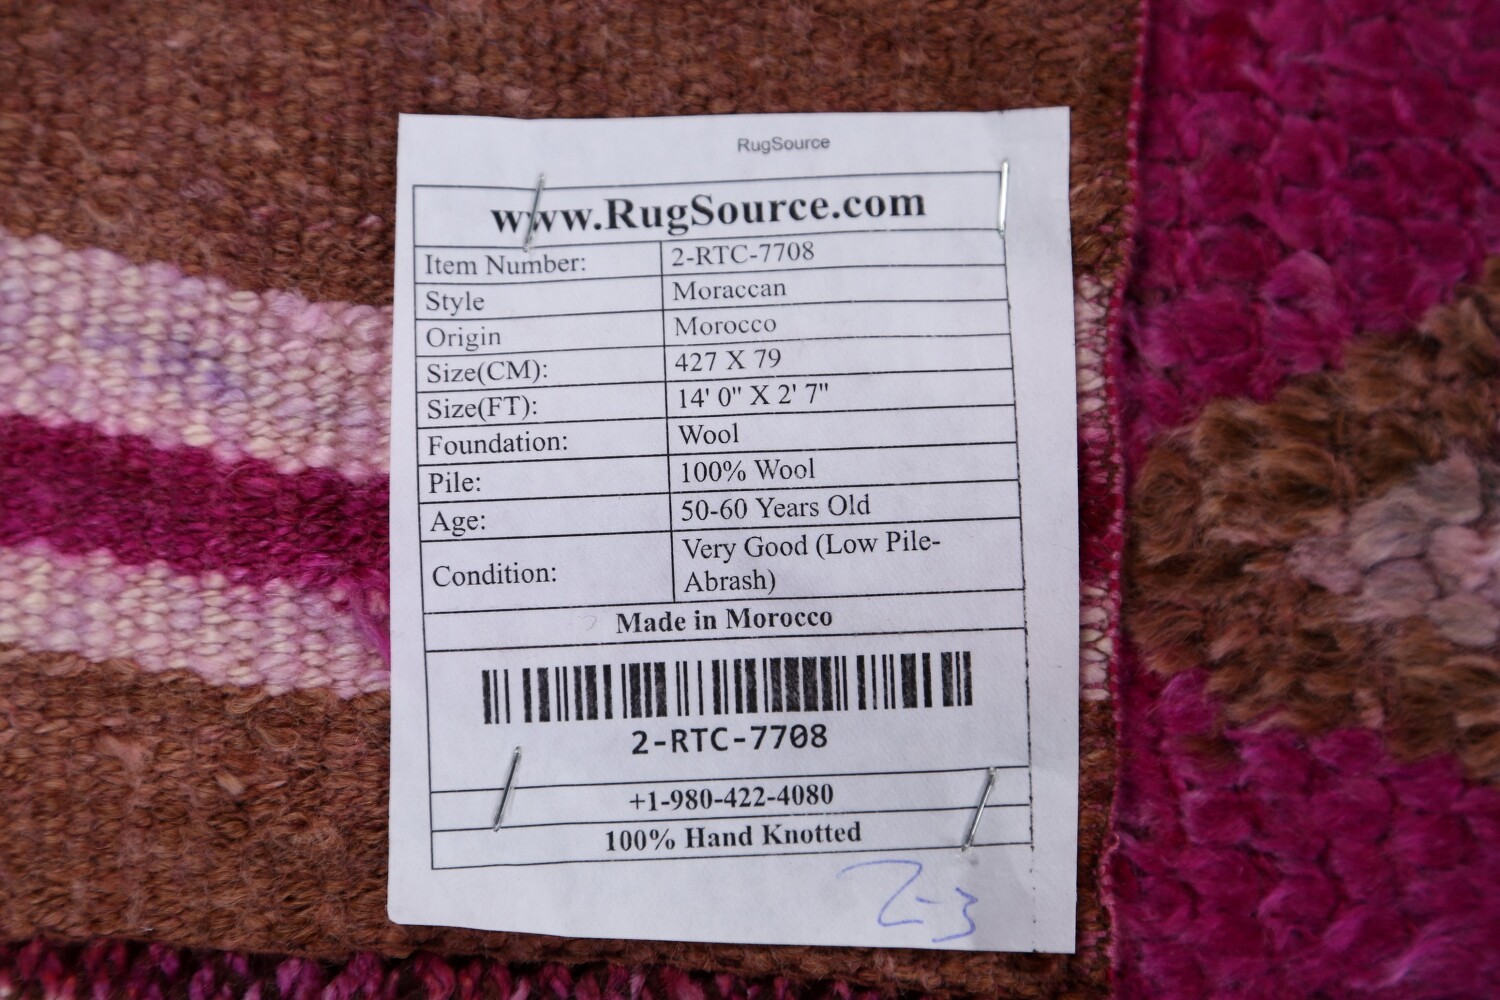 RugSource
www.RugSource.com
Item Number: 2-RTC-7708
Style Moraccan
Origin Morocco
Size(CM): 427 X 79
Size(FT): 14' 0" X 2' 7"
Foundation: Wool
Pile: 100% Wool
Age: 50-60 Years Old
Condition: Very Good (Low Pile-
Abrash)
Made in Morocco
2-RTC-7708
+1-980-422-4080
100% Hand Knotted
2-3